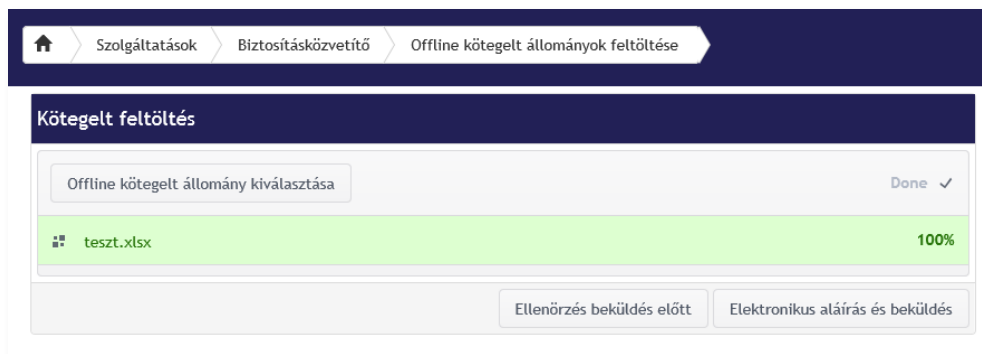 Szolgáltatások Biztosításközvetítő Offline kötegelt állományok feltöltése
Kötegelt feltöltés
Offline kötegelt állomány kiválasztása Done
teszt.xlsx 100%
Ellenörzés beküldés előtt Elektronikus aláírás és beküldés